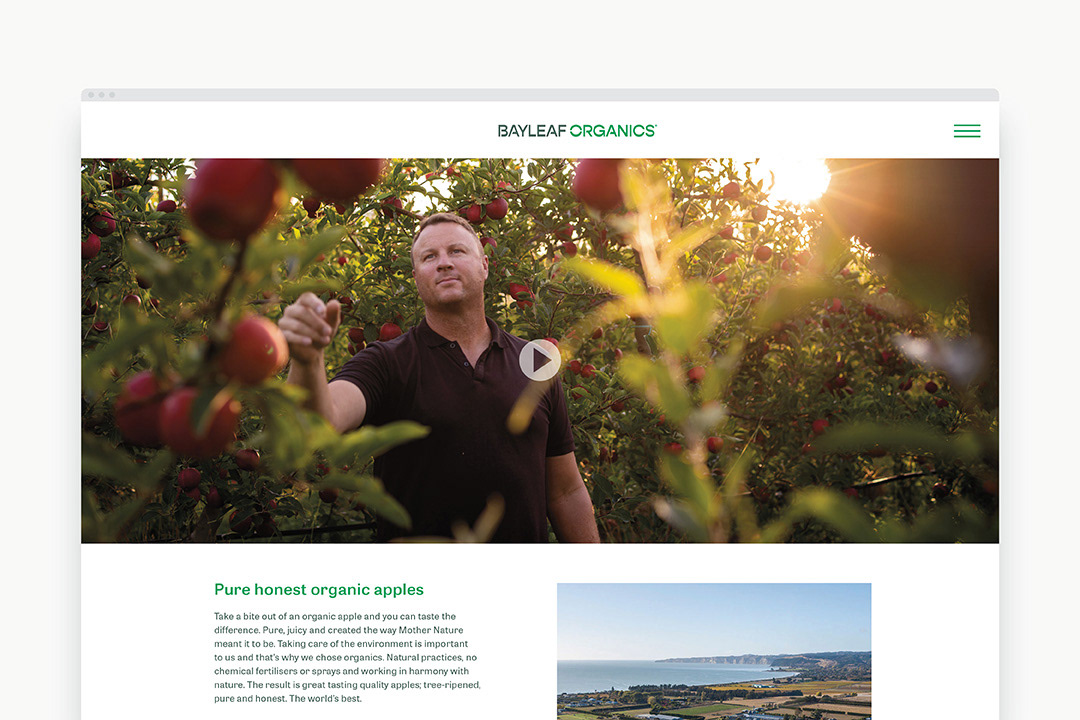 BAYLEAF ORGANICS
Pure honest organic apples
Take a bite out of an organic apple and you can taste the
difference. Pure, juicy and created the way Mother Nature
meant it to be. Taking care of the environment is important
to us and that's why we chose organics. Natural practices, no
chemical fertilisers or sprays and working in harmony with
nature. The result is great tasting quality apples; tree-ripened,
pure and honest. The world's best.